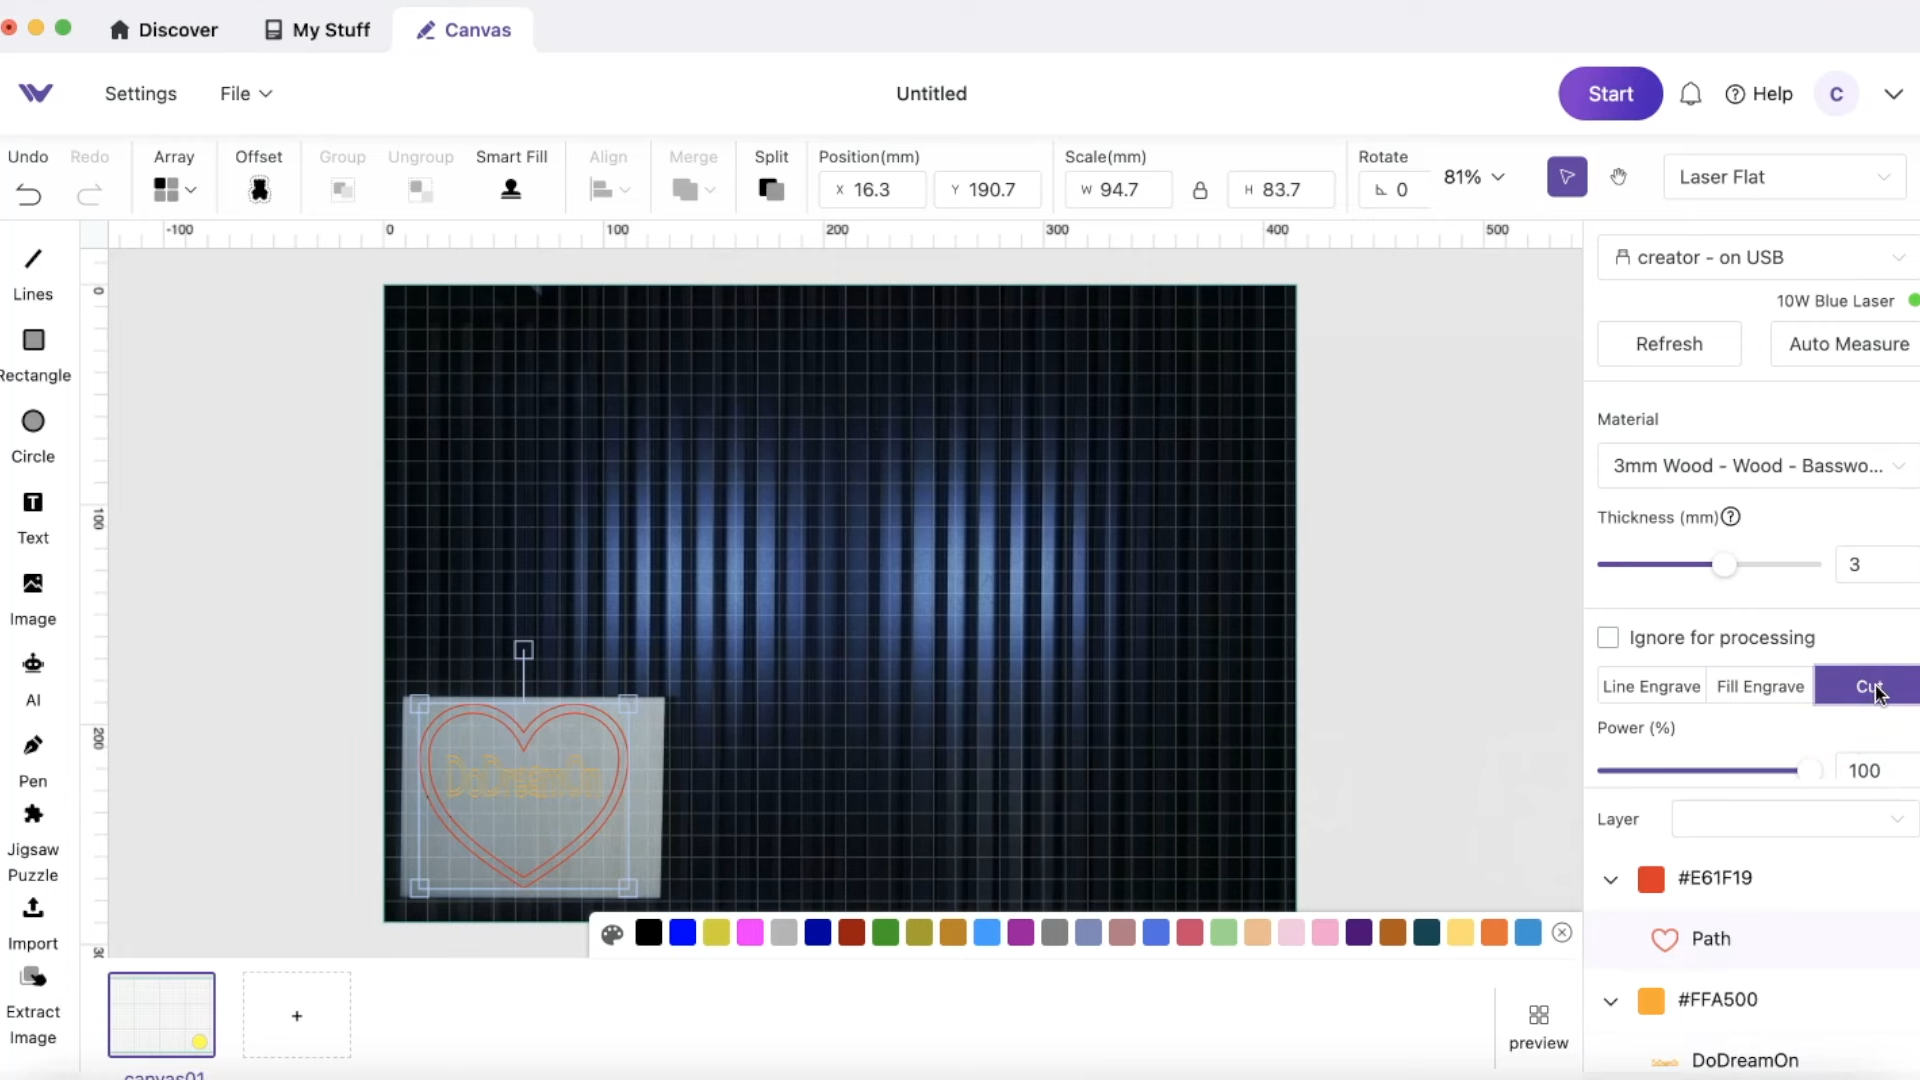 Discover My Stuff Canvas
Settings File Untitled Start Help C
Undo Redo Array Offset Group Ungroup Smart Fill Align Merge Split Position(mm) Scale(mm) Rotate
X 16.3 Y 190.7 W 94.7 H 83.7 0 81% Laser Flat
-100 0 100 200 300 400 500
0
100
200
Lines
Rectangle
Circle
Text
Image
AI
Pen
Jigsaw
Puzzle
Import
Extract
Image
DoDreamOn
canvas01
+
preview
creator - on USB
10W Blue Laser
Refresh Auto Measure
Material
3mm Wood - Wood - Basswo...
Thickness (mm)
3
Ignore for processing
Line Engrave Fill Engrave Cut
Power (%)
100
Layer
#E61F19
Path
#FFA500
DoDreamOn